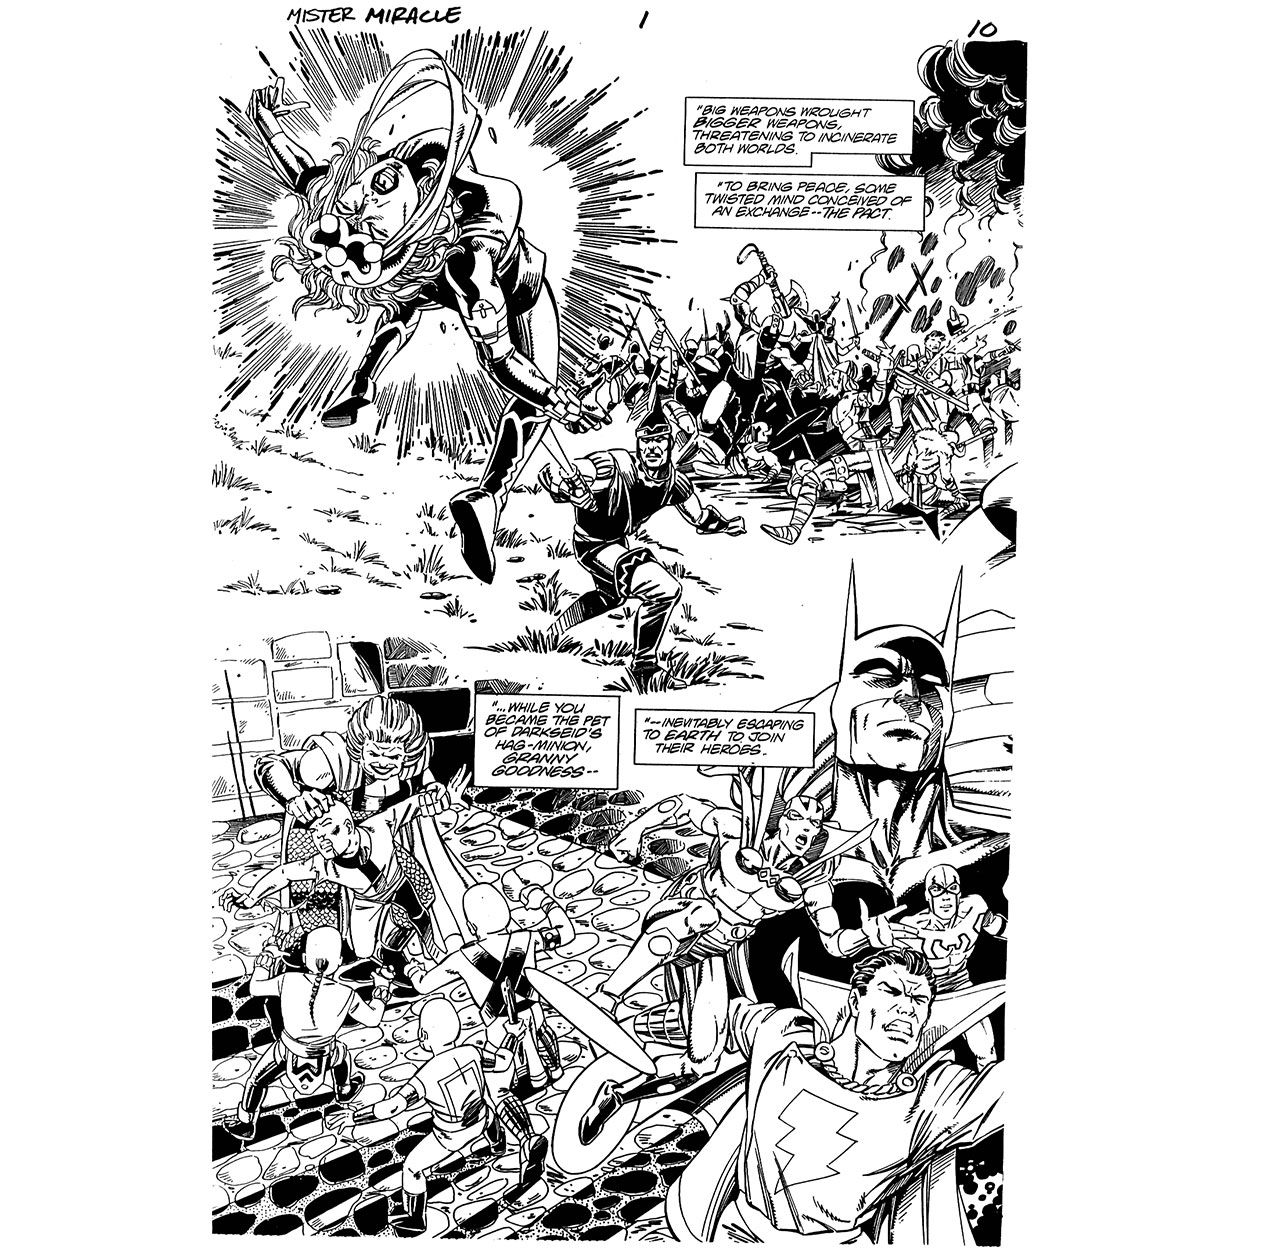 MISTER MIRACLE 1 10
"BIG WEAPONS WROUGHT
BIGGER WEAPONS,
THREATENING TO INCINERATE
BOTH WORLDS.
"TO BRING PEACE, SOME
TWISTED MIND CONCEIVED OF
AN EXCHANGE--THE PACT.
"...WHILE YOU
BECAME THE PET
OF DARKSEID'S
HAG-MINION,
GRANNY
GOODNESS--
"--INEVITABLY ESCAPING
TO EARTH TO JOIN
THEIR HEROES.
10